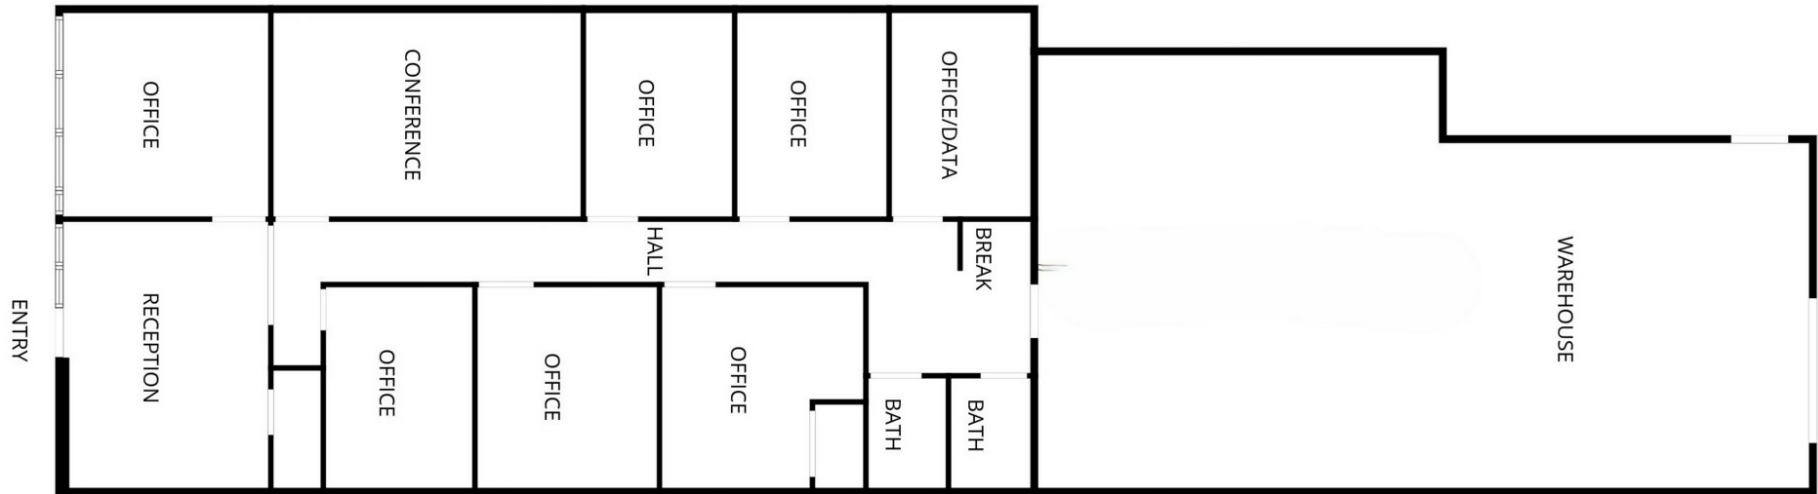 OFFICE
CONFERENCE
OFFICE
OFFICE
OFFICE/DATA
HALL
BREAK
WAREHOUSE
ENTRY
RECEPTION
OFFICE
OFFICE
OFFICE
BATH
BATH